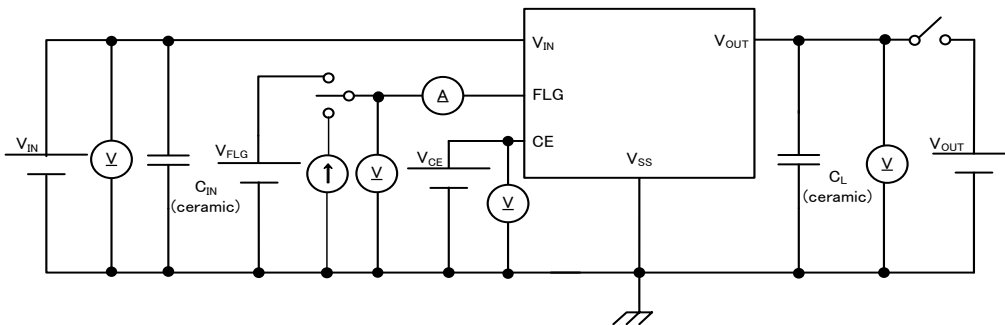 VIN
VOUT
FLG
CE
VSS
A
VIN
V
CIN
(ceramic)
VFLG
V
VCE
V
CL
(ceramic)
V
VOUT